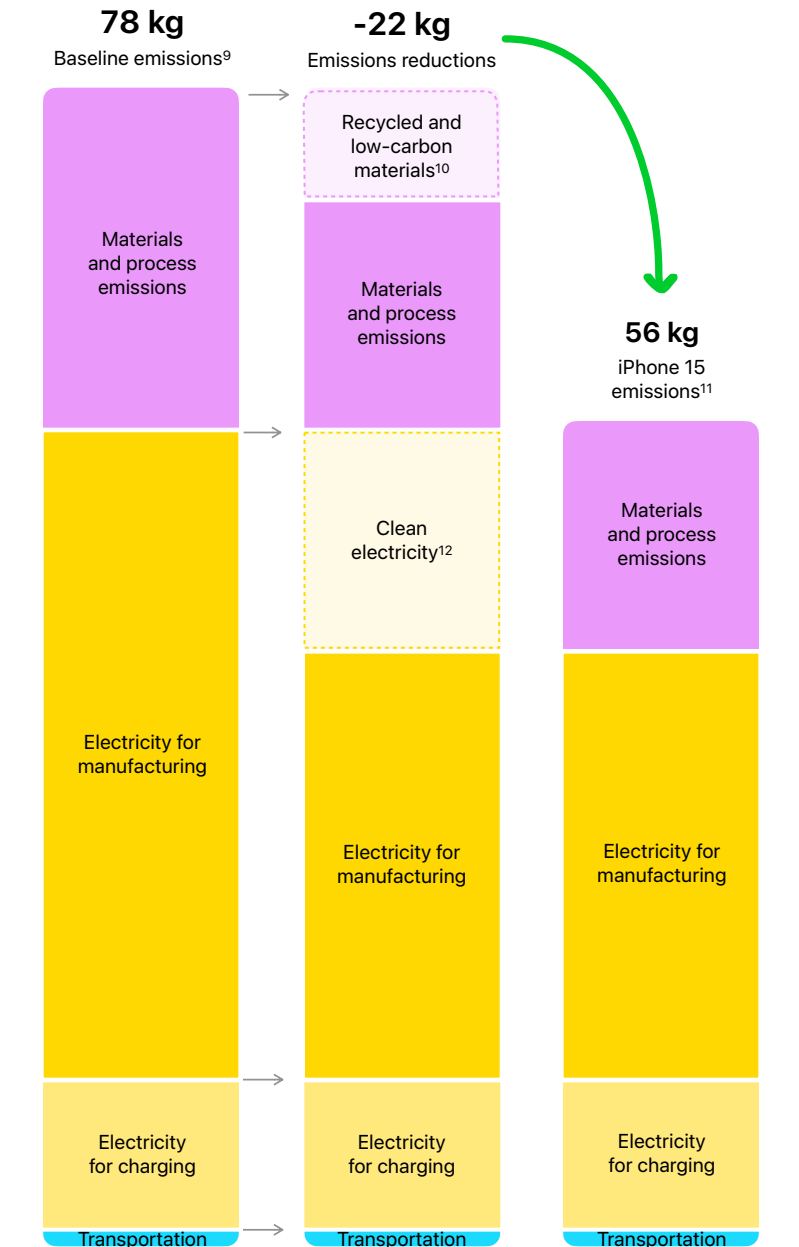 78 kg
Baseline emissions⁹
Materials
and process
emissions
Electricity for
manufacturing
Electricity
for charging
Transportation
-22 kg
Emissions reductions
Recycled and
low-carbon
materials¹⁰
Materials
and process
emissions
Clean
electricity¹²
Electricity for
manufacturing
Electricity
for charging
Transportation
56 kg
iPhone 15
emissions¹¹
Materials
and process
emissions
Electricity for
manufacturing
Electricity
for charging
Transportation